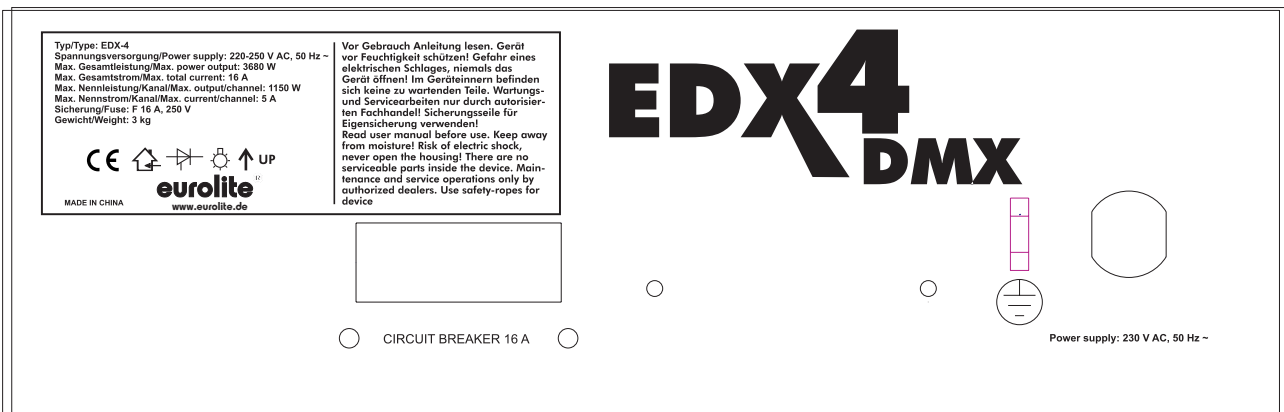 Typ/Type: EDX-4
Spannungsversorgung/Power supply: 220-250 V AC, 50 Hz ~
Max. Gesamtleistung/Max. power output: 3680 W
Max. Gesamtstrom/Max. total current: 16 A
Max. Nennleistung/Kanal/Max. output/channel: 1150 W
Max. Nennstrom/Kanal/Max. current/channel: 5 A
Sicherung/Fuse: F 16 A, 250 V
Gewicht/Weight: 3 kg
CE
UP
eurolite
MADE IN CHINA
www.eurolite.de
Vor Gebrauch Anleitung lesen. Gerät
vor Feuchtigkeit schützen! Gefahr eines
elektrischen Schlages, niemals das
Gerät öffnen! Im Geräteinnern befinden
sich keine zu wartenden Teile. Wartungs-
und Servicearbeiten nur durch autorisier-
ten Fachhandel! Sicherungsseile für
Eigensicherung verwenden!
Read user manual before use. Keep away
from moisture! Risk of electric shock,
never open the housing! There are no
serviceable parts inside the device. Main-
tenance and service operations only by
authorized dealers. Use safety-ropes for
device
EDX4
DMX
CIRCUIT BREAKER 16 A
Power supply: 230 V AC, 50 Hz ~